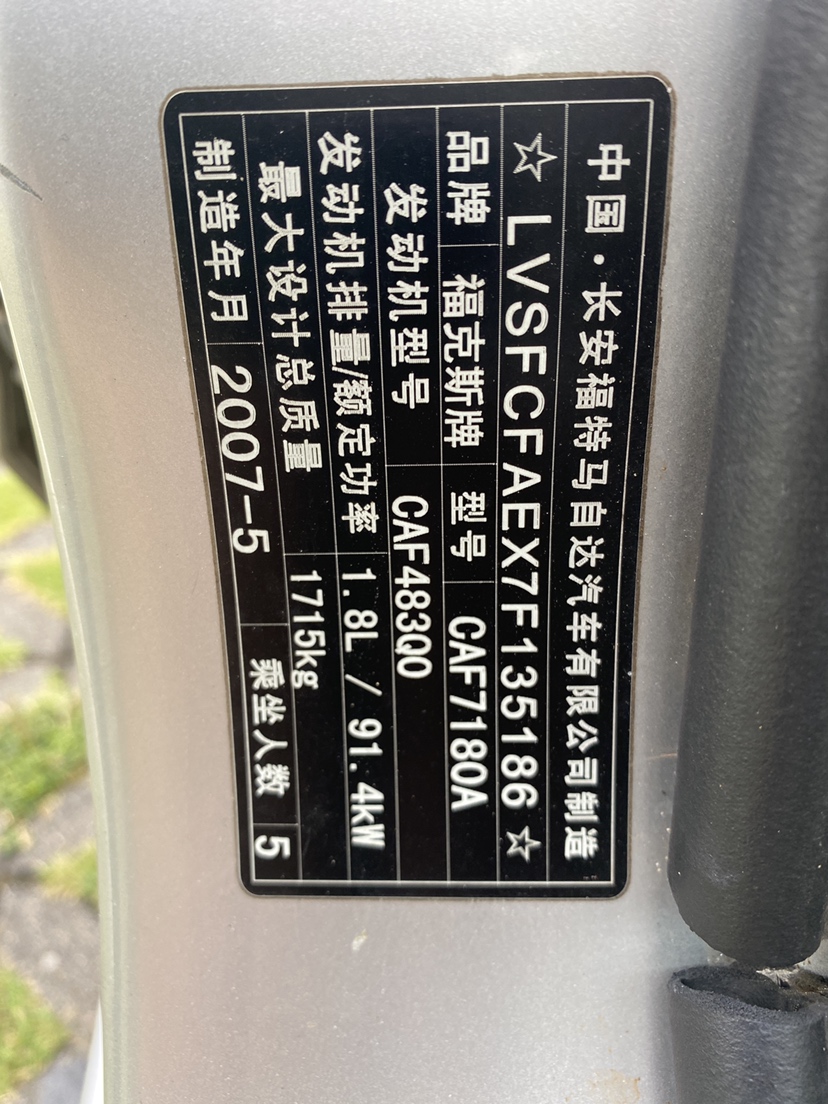 中国·长安福特马自达汽车有限公司制造
☆LVSFCFAEX7F135186☆
品牌 福克斯牌 型号 CAF7180A
发动机型号 CAF483Q0
发动机排量/额定功率 1.8L / 91.4kW
最大设计总质量 1715kg
制造年月 2007-5 乘坐人数 5